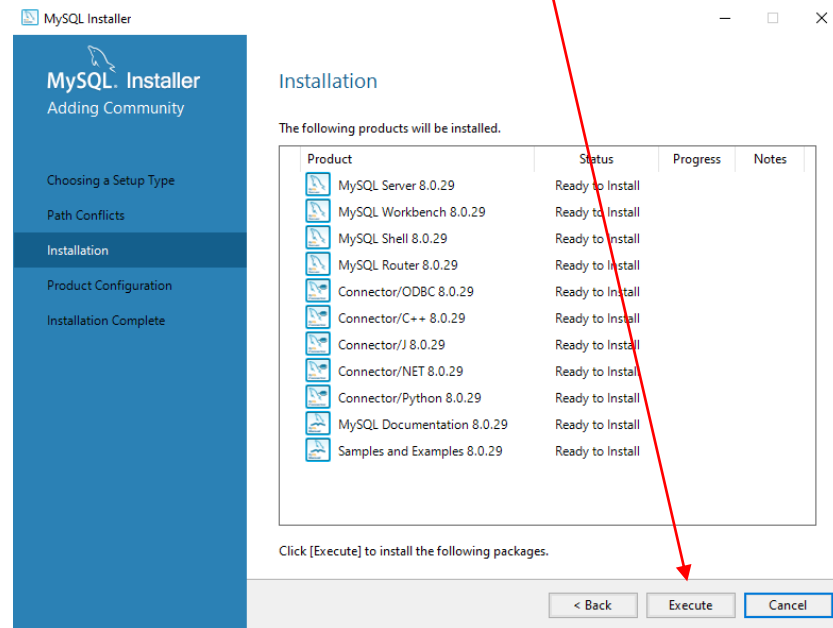 MySQL Installer
MySQL. Installer
Adding Community
Choosing a Setup Type
Path Conflicts
Installation
Product Configuration
Installation Complete
Installation
The following products will be installed.
Product Status Progress Notes
MySQL Server 8.0.29 Ready to Install
MySQL Workbench 8.0.29 Ready to Install
MySQL Shell 8.0.29 Ready to Install
MySQL Router 8.0.29 Ready to Install
Connector/ODBC 8.0.29 Ready to Install
Connector/C++ 8.0.29 Ready to Install
Connector/J 8.0.29 Ready to Install
Connector/NET 8.0.29 Ready to Install
Connector/Python 8.0.29 Ready to Install
MySQL Documentation 8.0.29 Ready to Install
Samples and Examples 8.0.29 Ready to Install
Click [Execute] to install the following packages.
< Back Execute Cancel